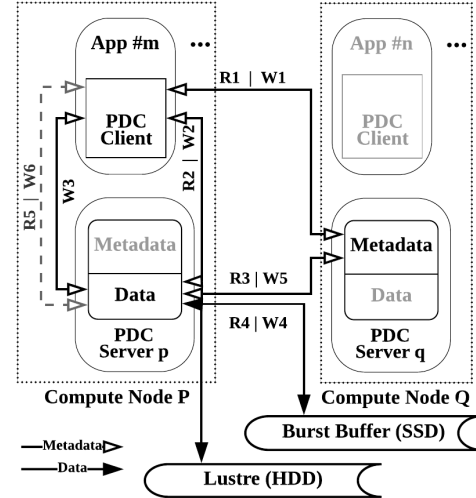 App #m
...
App #n
...
R1 | W1
PDC
Client
PDC
Client
R2 | W2
R5 | W6
W3
Metadata
Data
Metadata
Data
R3 | W5
R4 | W4
PDC
Server p
PDC
Server q
Compute Node P
Compute Node Q
Burst Buffer (SSD)
Metadata
Data
Lustre (HDD)